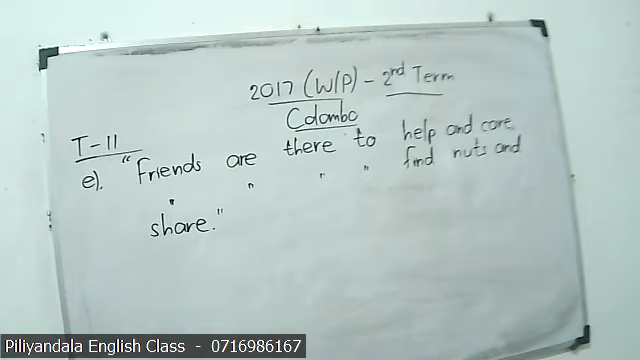 2017 (W/P) - 2nd Term
Colombo
T-11
e). "Friends are there to help and care,
" " " " find nuts and
share."
Piliyandala English Class - 0716986167